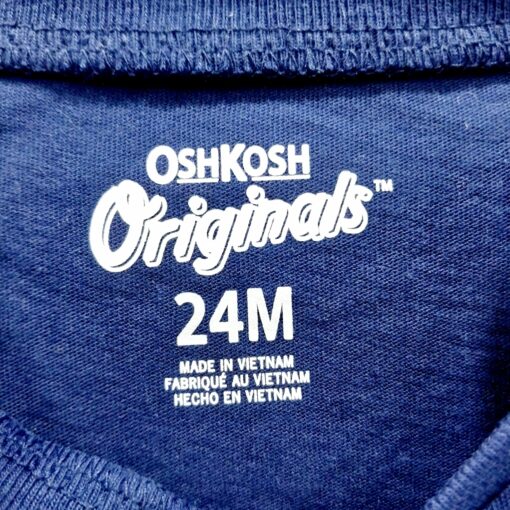 OSHKOSH
Originals™
24M
MADE IN VIETNAM
FABRIQUÉ AU VIETNAM
HECHO EN VIETNAM